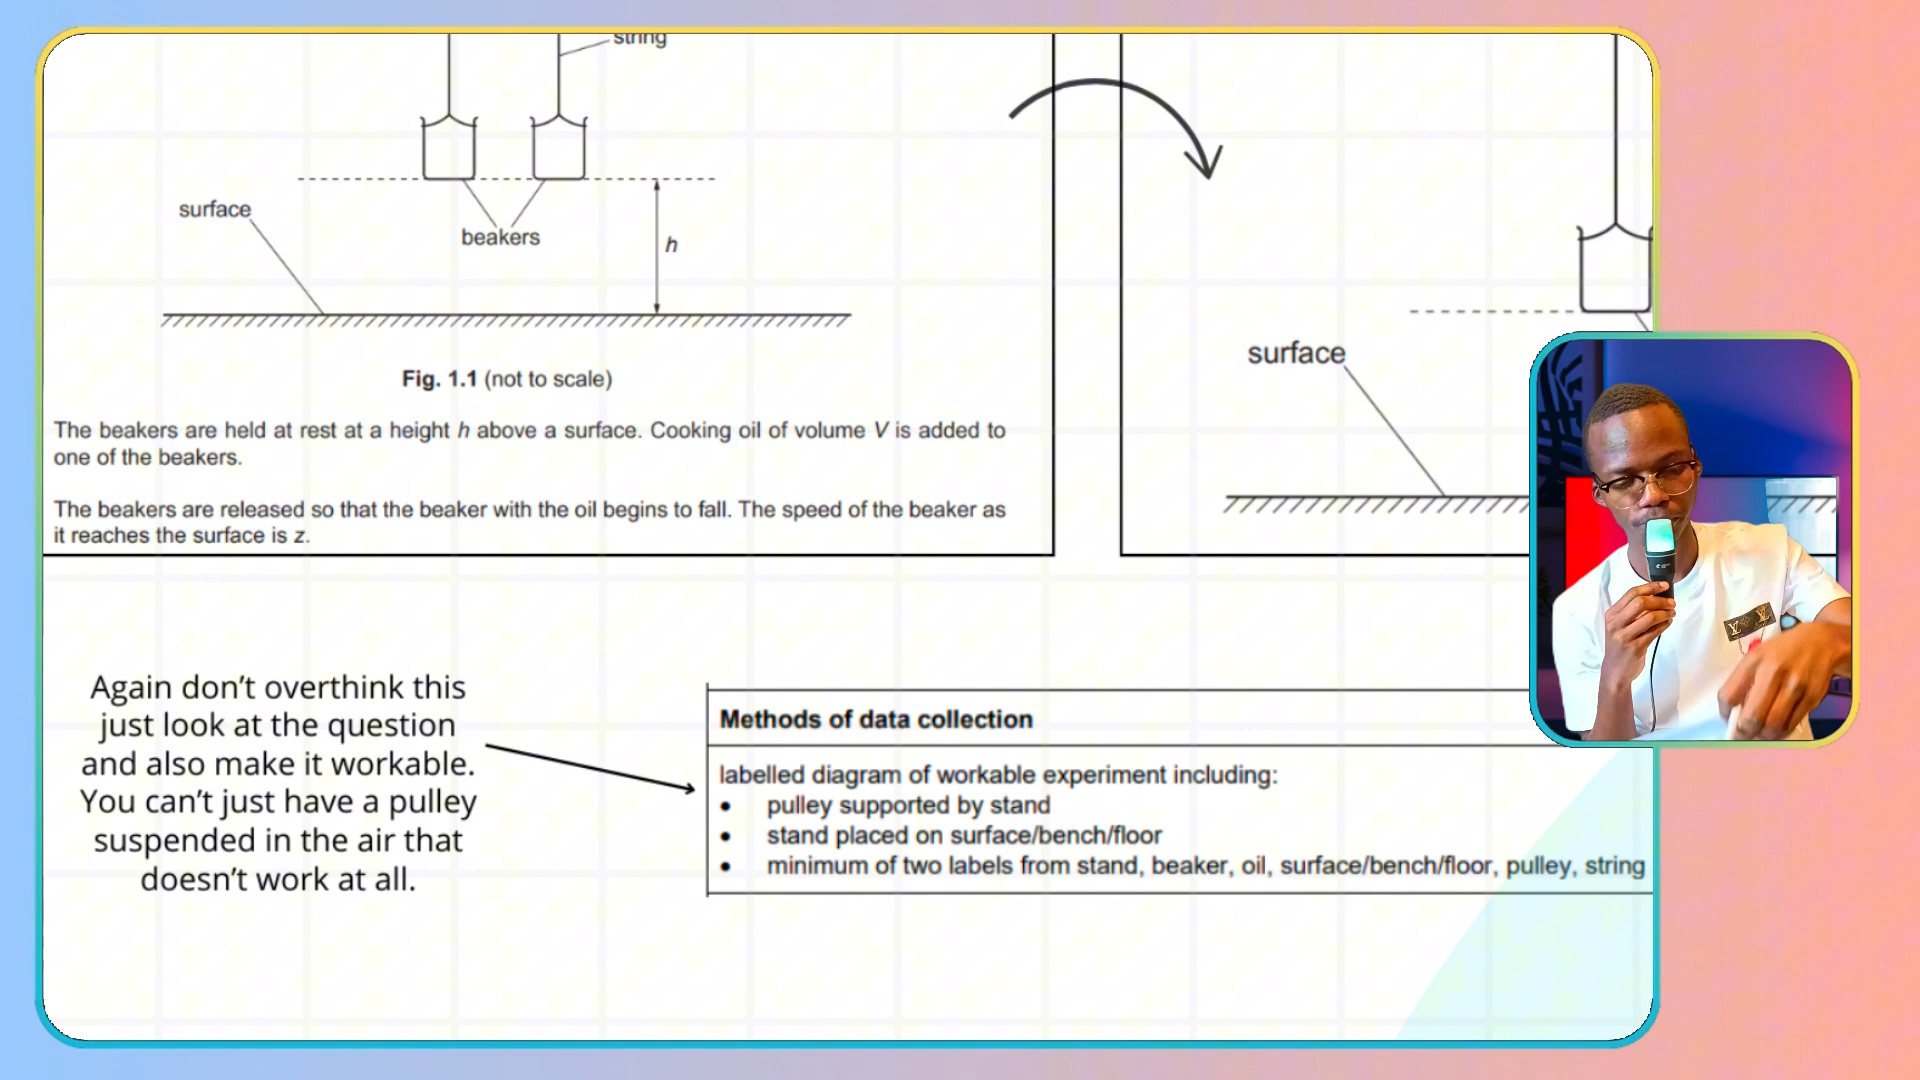 string
surface
beakers
h
Fig. 1.1 (not to scale)
The beakers are held at rest at a height h above a surface. Cooking oil of volume V is added to
one of the beakers.
The beakers are released so that the beaker with the oil begins to fall. The speed of the beaker as
it reaches the surface is z.
surface
Again don’t overthink this
just look at the question
and also make it workable.
You can’t just have a pulley
suspended in the air that
doesn’t work at all.
Methods of data collection
labelled diagram of workable experiment including:
• pulley supported by stand
• stand placed on surface/bench/floor
• minimum of two labels from stand, beaker, oil, surface/bench/floor, pulley, string